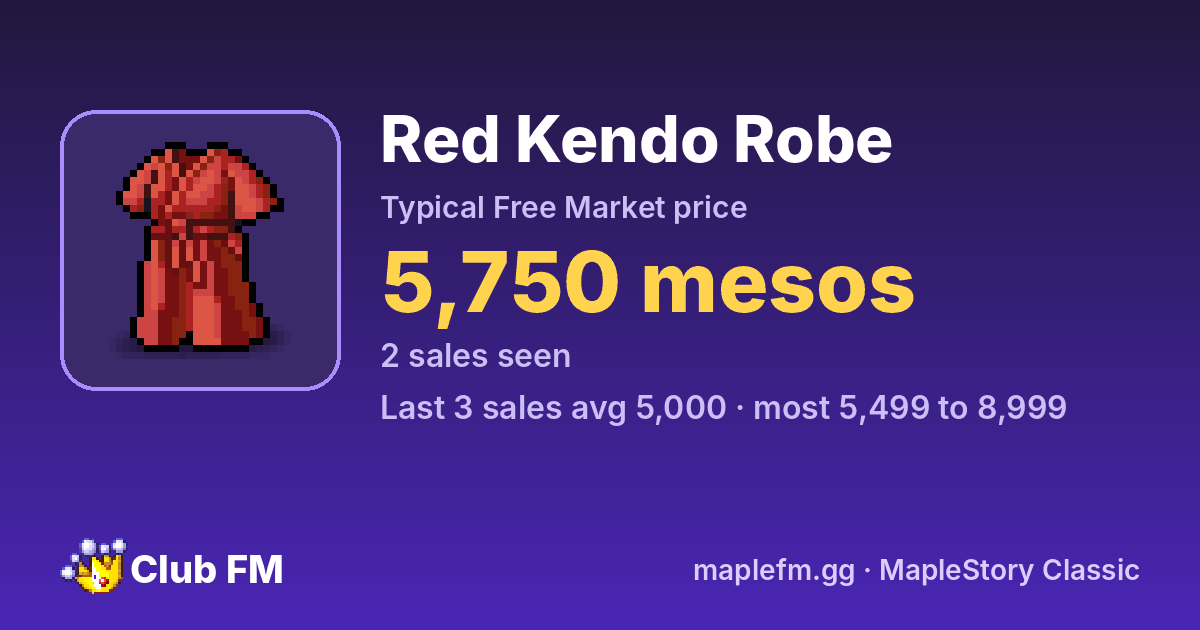 Red Kendo Robe
Typical Free Market price
5,750 mesos
2 sales seen
Last 3 sales avg 5,000 · most 5,499 to 8,999
Club FM
maplefm.gg · MapleStory Classic